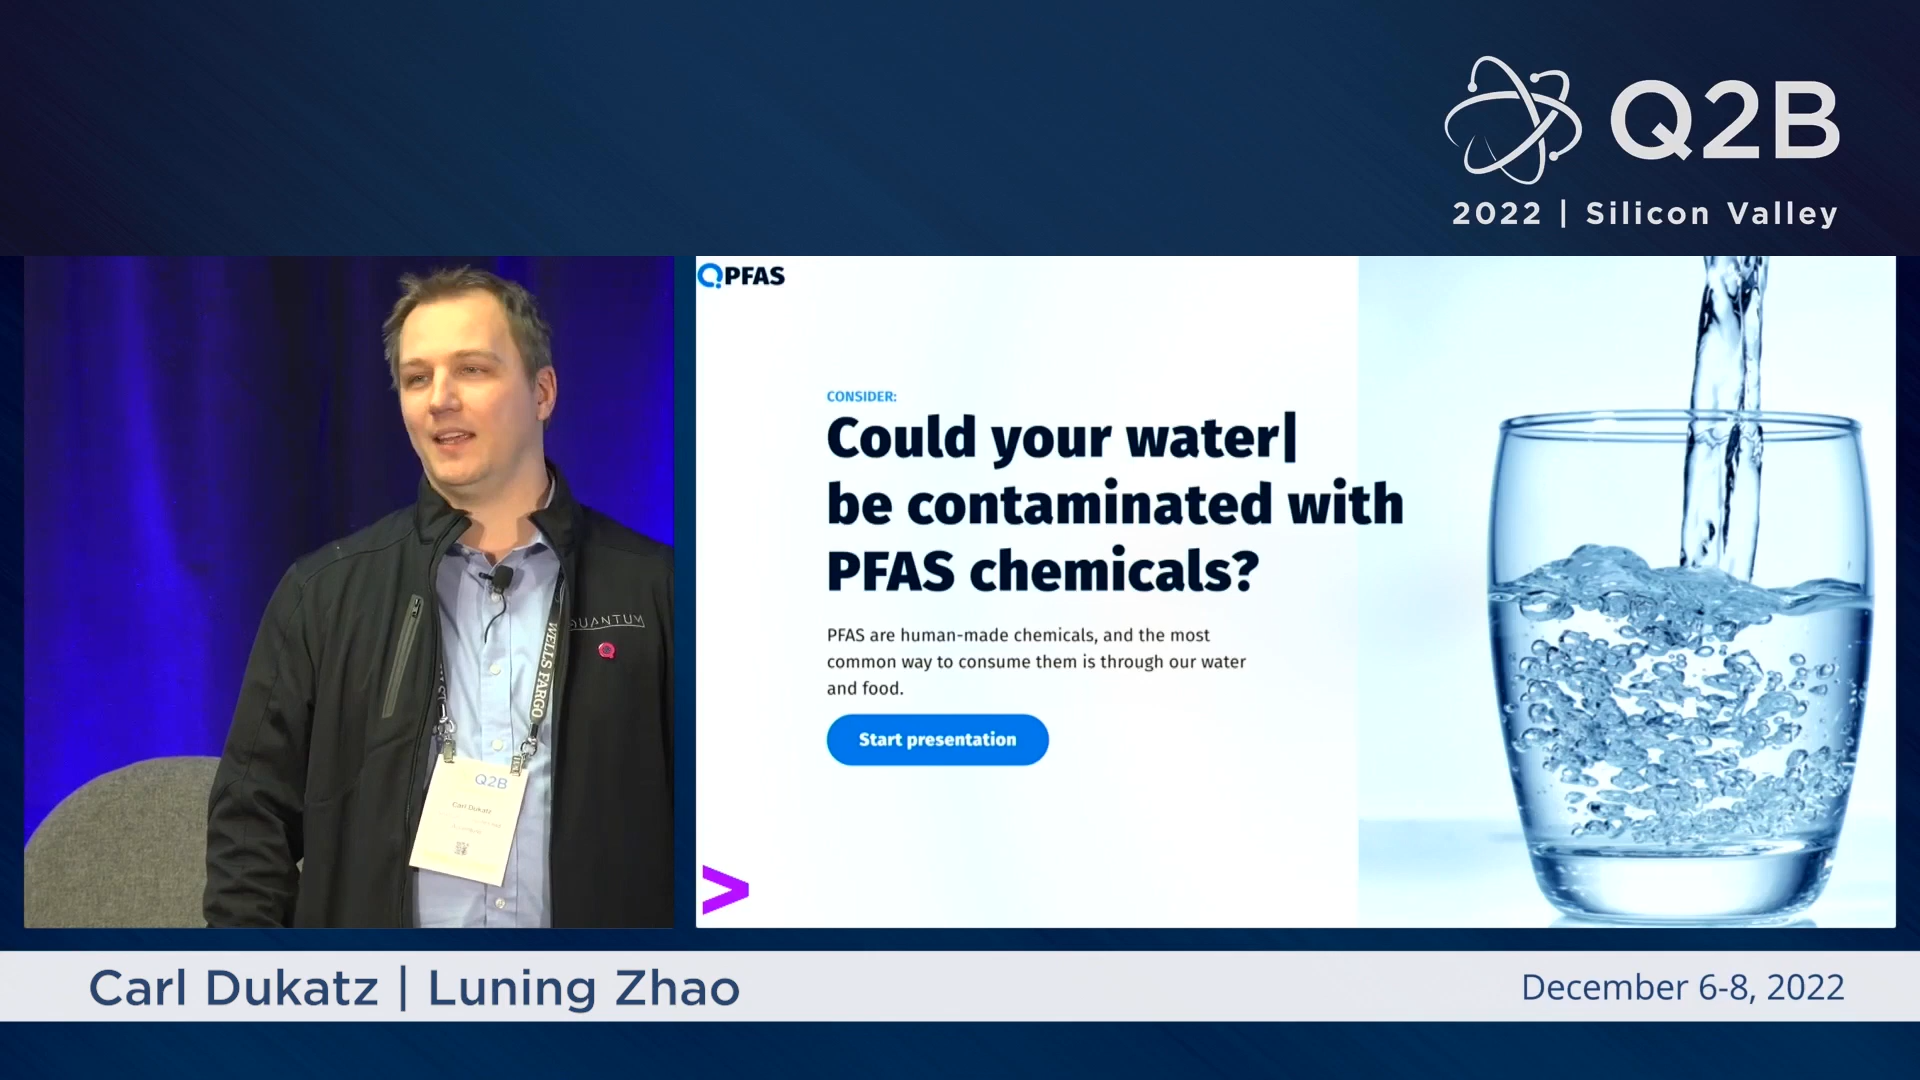 Q2B
2022 | Silicon Valley
QPFAS
CONSIDER:
Could your water|
be contaminated with
PFAS chemicals?
PFAS are human-made chemicals, and the most
common way to consume them is through our water
and food.
Start presentation
QUANTUM
WELLS FARGO
Q2B
Carl Dukatz
Carl Dukatz | Luning Zhao
December 6-8, 2022